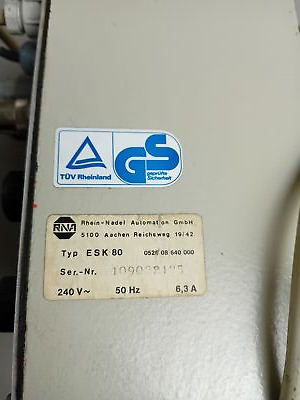 TÜV Rheinland
GS
geprüfte
Sicherheit
RNA
Rhein-Nadel Automation GmbH
5100 Aachen Reichsweg 19/42
Typ ESK 80 0526 08 640 000
Ser.-Nr.
240 V~ 50 Hz 6,3 A